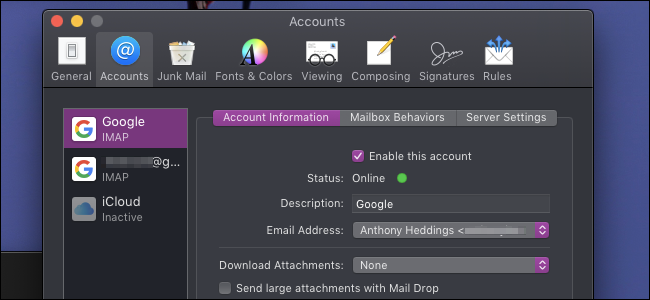 Accounts
General Accounts Junk Mail Fonts & Colors Viewing Composing Signatures Rules
Google
IMAP
@g...
IMAP
iCloud
Inactive
Account Information Mailbox Behaviors Server Settings
Enable this account
Status: Online
Description: Google
Email Address: Anthony Heddings <
Download Attachments: None
Send large attachments with Mail Drop